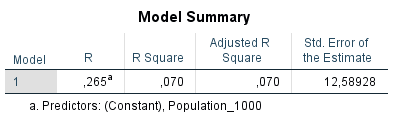 Model Summary
Model R R Square Adjusted R Square Std. Error of the Estimate
1 ,265a ,070 ,070 12,58928
a. Predictors: (Constant), Population_1000